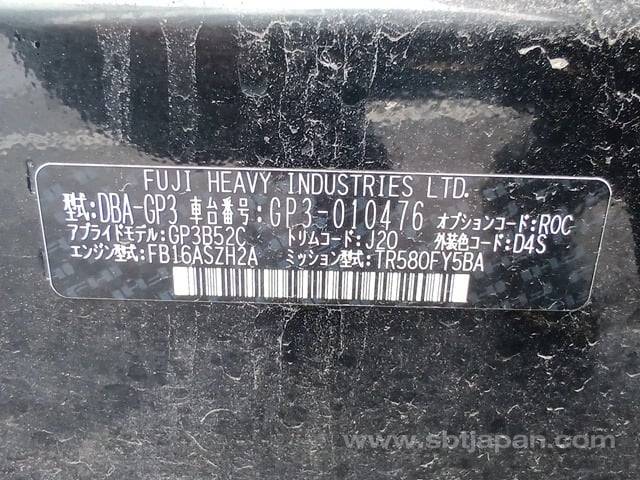 FUJI HEAVY INDUSTRIES LTD.
型式:DBA-GP3 車台番号:GP3-010476 オプションコード:ROC
アプライドモデル:GP3B52C トリムコード:J20 外装色コード:D4S
エンジン型式:FB16ASZH2A ミッション型式:TR580FY5BA
www.sbtjapan.com